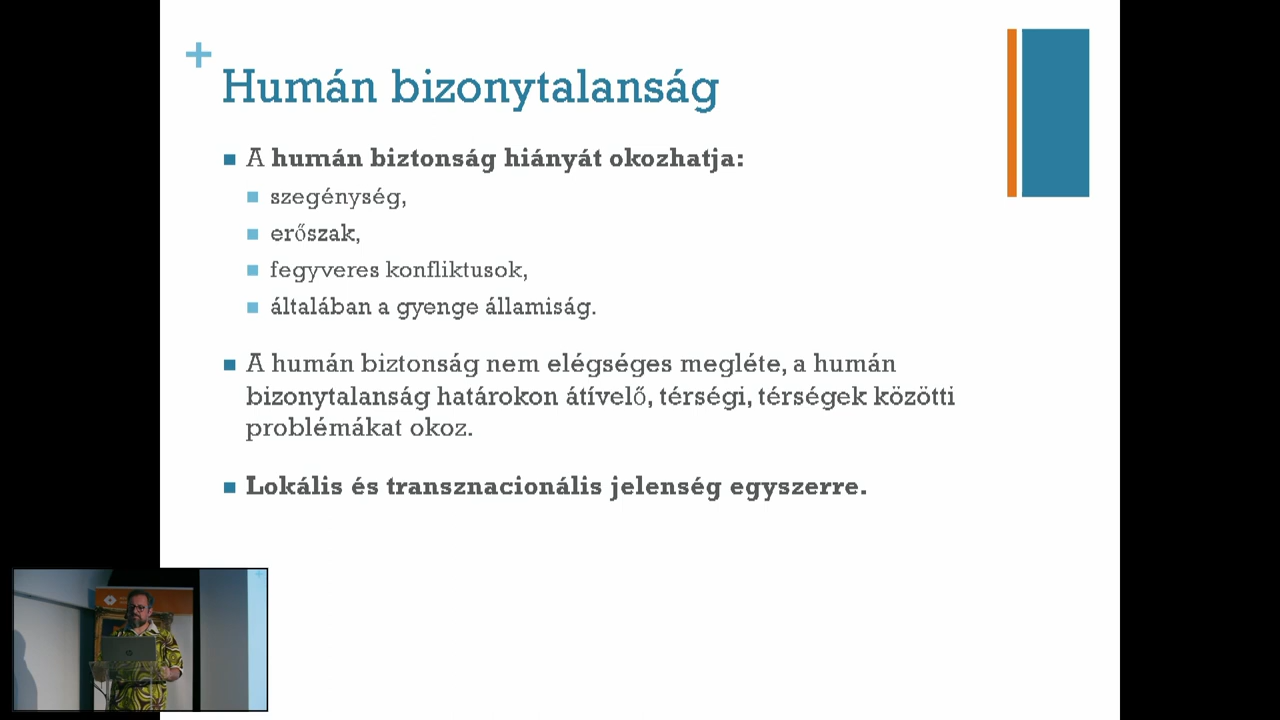 Humán bizonytalanság
A humán biztonság hiányát okozhatja:
szegénység,
erőszak,
fegyveres konfliktusok,
általában a gyenge államiság.
A humán biztonság nem elégséges megléte, a humán
bizonytalanság határokon átívelő, térségi, térségek közötti
problémákat okoz.
Lokális és transznacionális jelenség egyszerre.